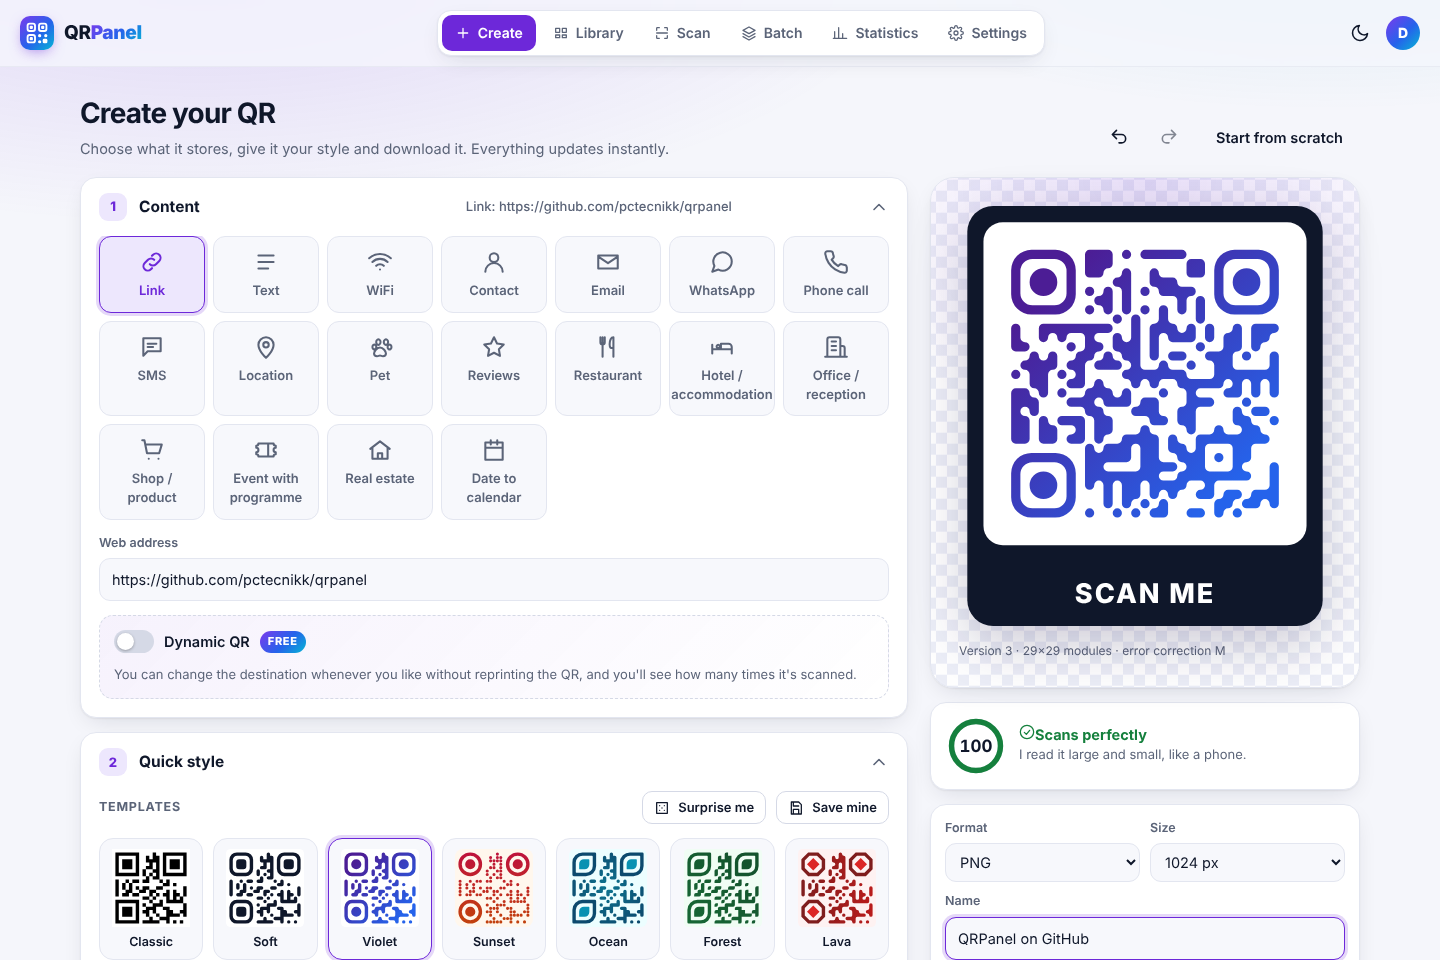 QRPanel
Create
Library
Scan
Batch
Statistics
Settings
D
Create your QR
Choose what it stores, give it your style and download it. Everything updates instantly.
Start from scratch
1 Content
Link: https://github.com/pctecnikk/qrpanel
Link
Text
WiFi
Contact
Email
WhatsApp
Phone call
SMS
Location
Pet
Reviews
Restaurant
Hotel /
accommodation
Office /
reception
Shop /
product
Event with
programme
Real estate
Date to
calendar
Web address
https://github.com/pctecnikk/qrpanel
Dynamic QR FREE
You can change the destination whenever you like without reprinting the QR, and you'll see how many times it's scanned.
2 Quick style
TEMPLATES
Surprise me
Save mine
Classic
Soft
Violet
Sunset
Ocean
Forest
Lava
SCAN ME
Version 3 · 29×29 modules · error correction M
100
Scans perfectly
I read it large and small, like a phone.
Format
Size
PNG
1024 px
Name
QRPanel on GitHub